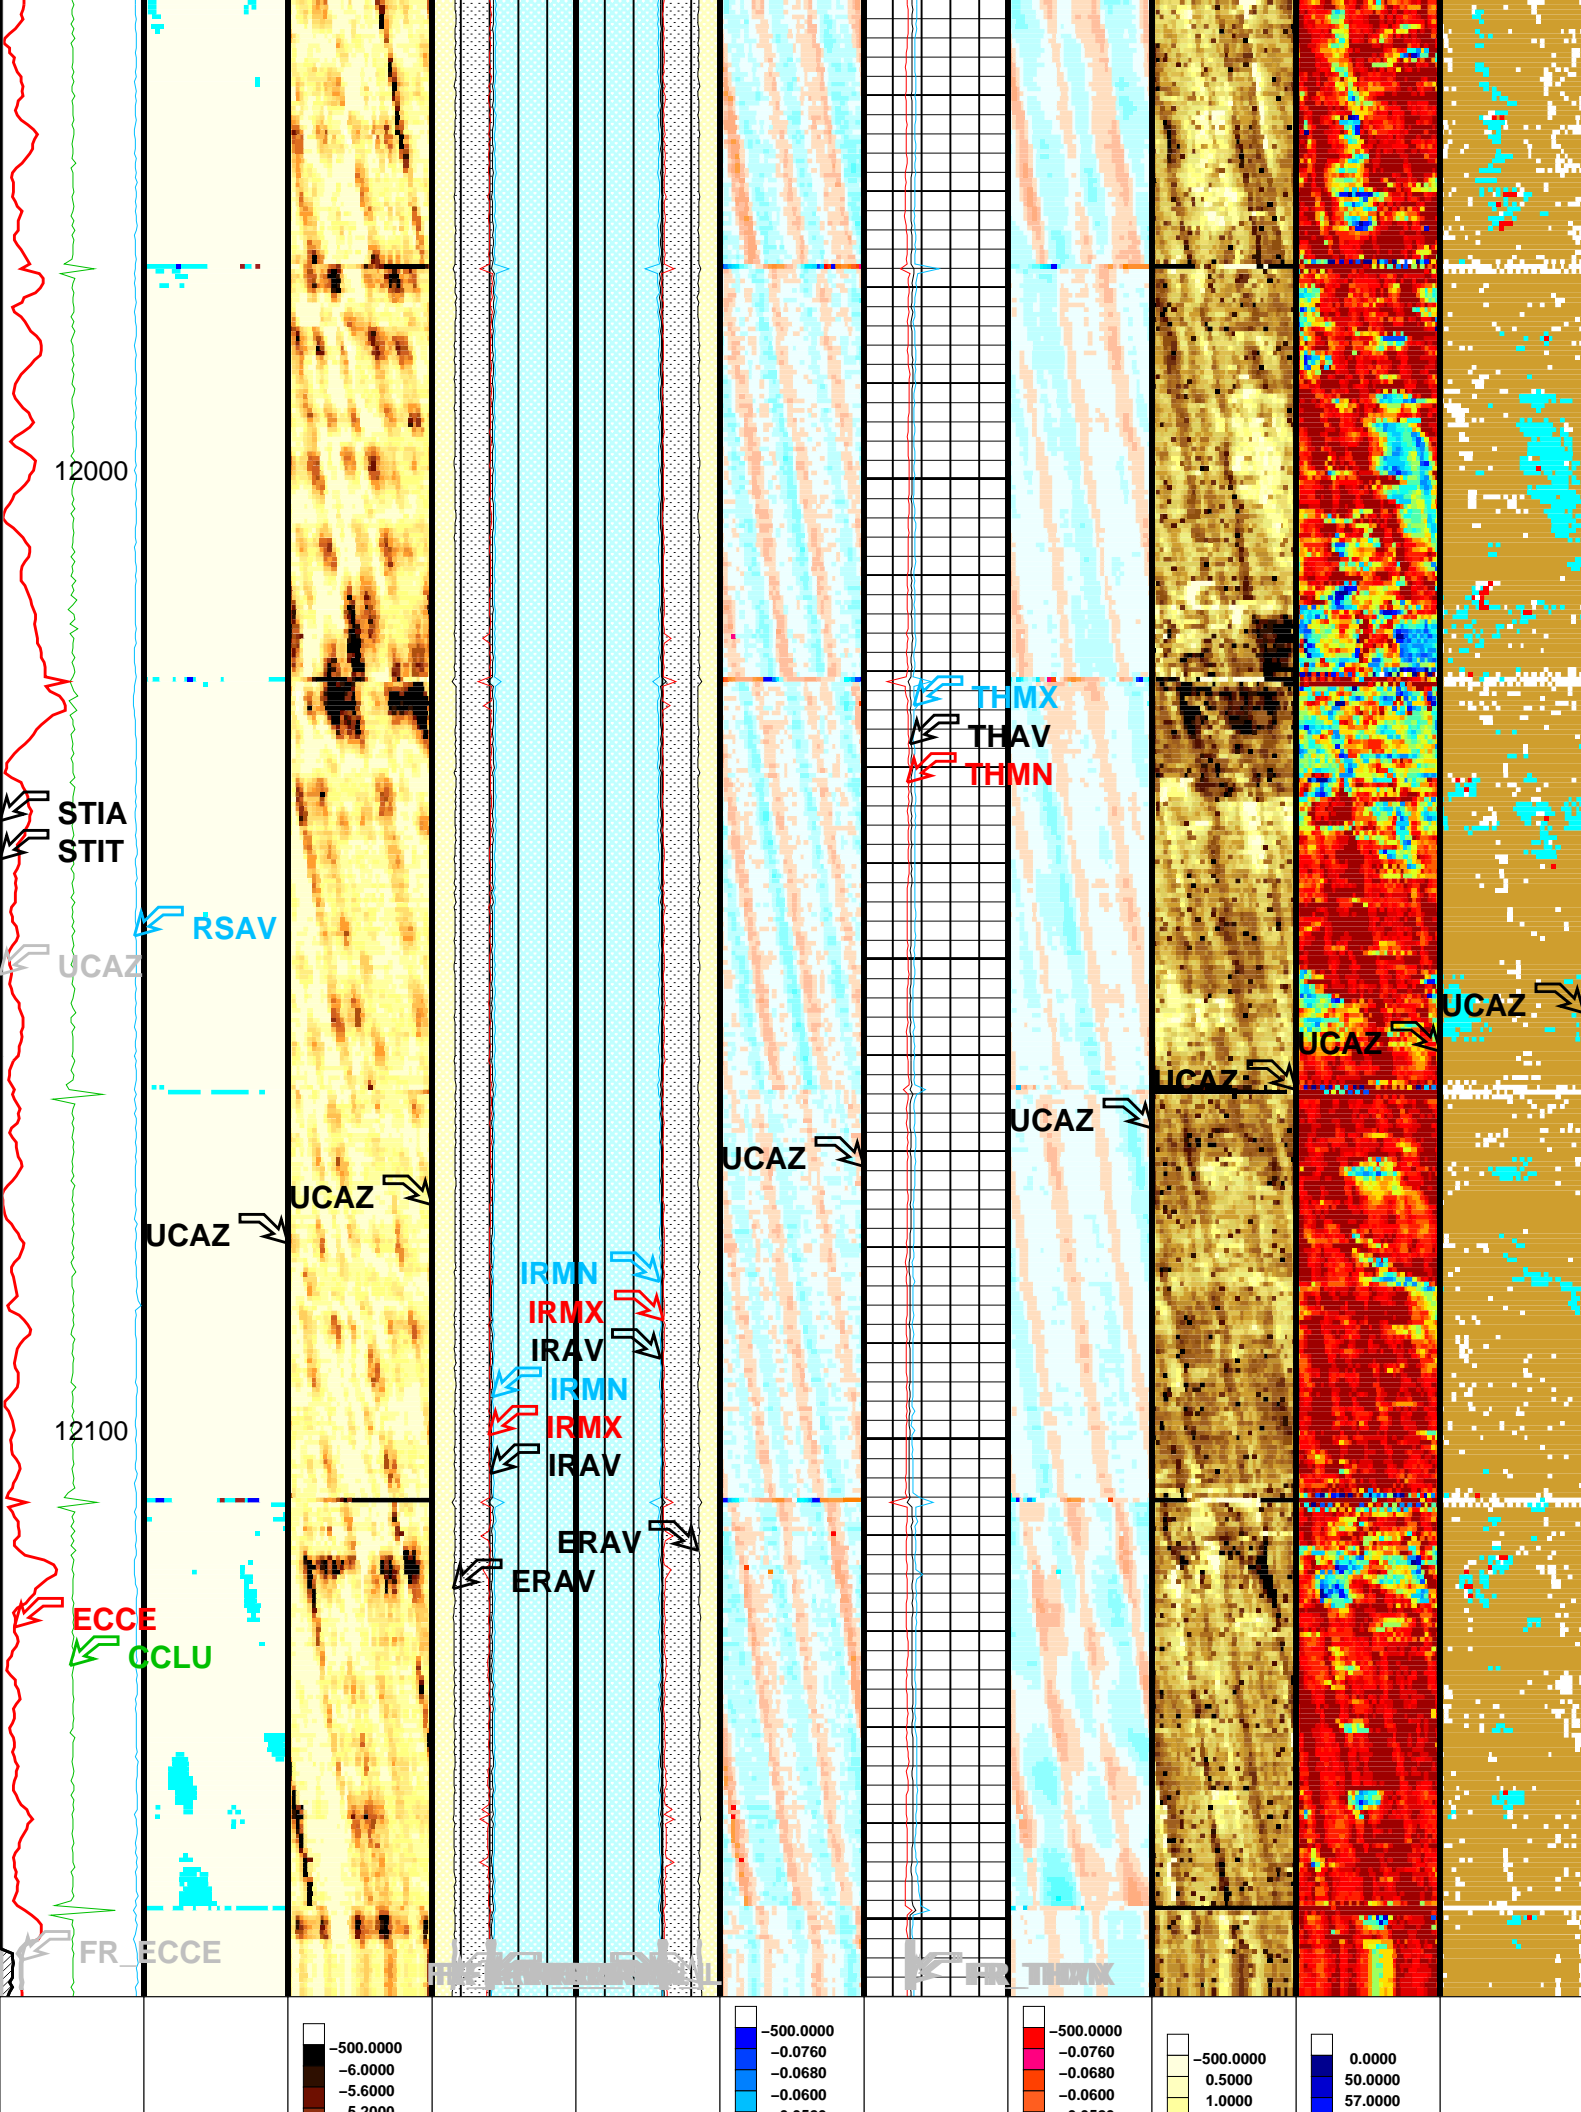 12000
THMX
THAV
THMN
STIA
STIT
RSAV
UCAZ
UCAZ
UCAZ
UCAZ
UCAZ
UCAZ
UCAZ
UCAZ
IRMN
IRMX
IRAV
IRMN
IRMX
12100
IRAV
ERAV
ERAV
ECCE
CCLU
FR_ECCE
−500.0000
−6.0000
−5.6000
−500.0000
−0.0760
−0.0680
−0.0600
−500.0000
−0.0760
−0.0680
−0.0600
−500.0000
0.5000
1.0000
0.0000
50.0000
57.0000